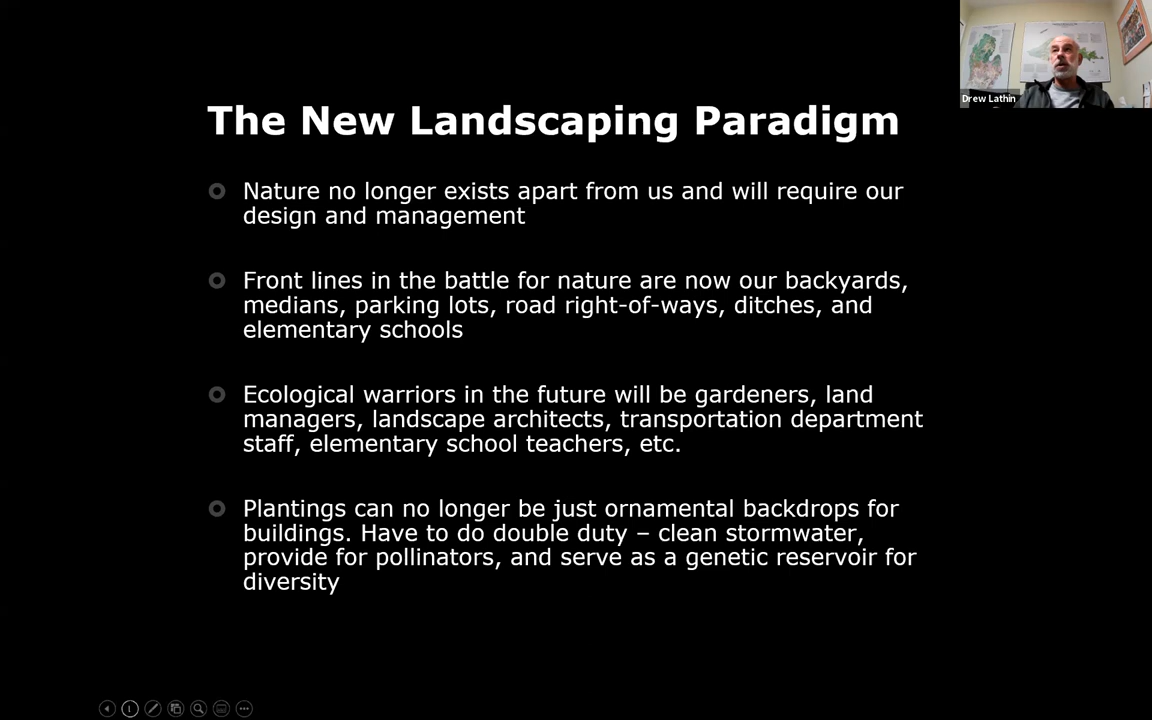 The New Landscaping Paradigm
Nature no longer exists apart from us and will require our
design and management
Front lines in the battle for nature are now our backyards,
medians, parking lots, road right-of-ways, ditches, and
elementary schools
Ecological warriors in the future will be gardeners, land
managers, landscape architects, transportation department
staff, elementary school teachers, etc.
Plantings can no longer be just ornamental backdrops for
buildings. Have to do double duty – clean stormwater,
provide for pollinators, and serve as a genetic reservoir for
diversity
Drew Lathin